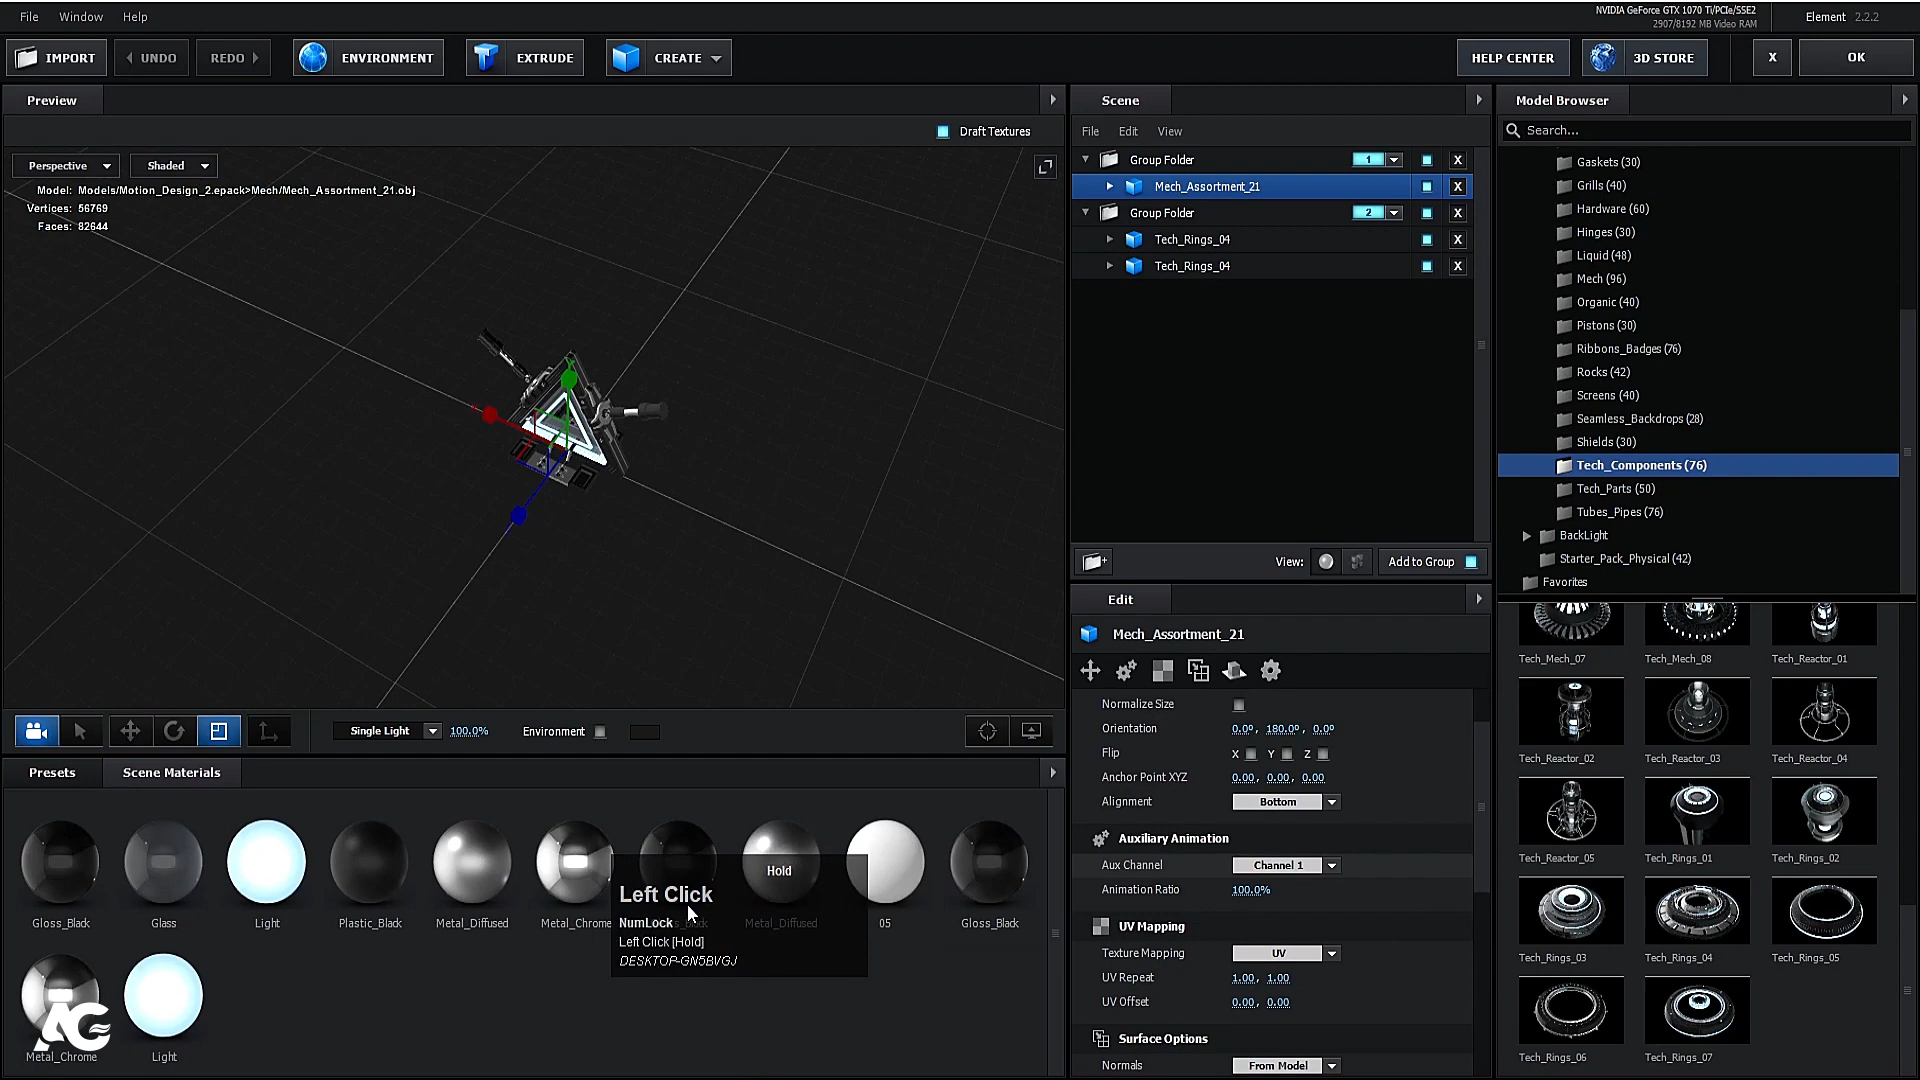 File Window Help
NVIDIA GeForce GTX 1070 Ti/PCIe/SSE2
2907/8192 MB Video RAM
Element 2.2.2
IMPORT UNDO REDO ENVIRONMENT EXTRUDE CREATE HELP CENTER 3D STORE X OK
Preview
Draft Textures
Perspective Shaded
Model: Models/Motion_Design_2.epack>Mech/Mech_Assortment_21.obj
Vertices: 56769
Faces: 82644
Single Light 100.0% Environment
Presets Scene Materials
Gloss_Black Glass Light Plastic_Black Metal_Diffused Metal_Chrome Metal_Diffused 05 Gloss_Black
Hold
Left Click
NumLock
Left Click [Hold]
DESKTOP-GN5BVGJ
AG
Metal_Chrome Light
Scene
File Edit View
Group Folder 1 X
Mech_Assortment_21 X
Group Folder 2 X
Tech_Rings_04 X
Tech_Rings_04 X
View: Add to Group
Edit
Mech_Assortment_21
Normalize Size
Orientation 0.0º, 180.0º, 0.0º
Flip X Y Z
Anchor Point XYZ 0.00, 0.00, 0.00
Alignment Bottom
Auxiliary Animation
Aux Channel Channel 1
Animation Ratio 100.0%
UV Mapping
Texture Mapping UV
UV Repeat 1.00, 1.00
UV Offset 0.00, 0.00
Surface Options
Normals From Model
Model Browser
Search...
Gaskets (30)
Grills (40)
Hardware (60)
Hinges (30)
Liquid (48)
Mech (96)
Organic (40)
Pistons (30)
Ribbons_Badges (76)
Rocks (42)
Screens (40)
Seamless_Backdrops (28)
Shields (30)
Tech_Components (76)
Tech_Parts (50)
Tubes_Pipes (76)
BackLight
Starter_Pack_Physical (42)
Favorites
Tech_Mech_07 Tech_Mech_08 Tech_Reactor_01
Tech_Reactor_02 Tech_Reactor_03 Tech_Reactor_04
Tech_Reactor_05 Tech_Rings_01 Tech_Rings_02
Tech_Rings_03 Tech_Rings_04 Tech_Rings_05
Tech_Rings_06 Tech_Rings_07